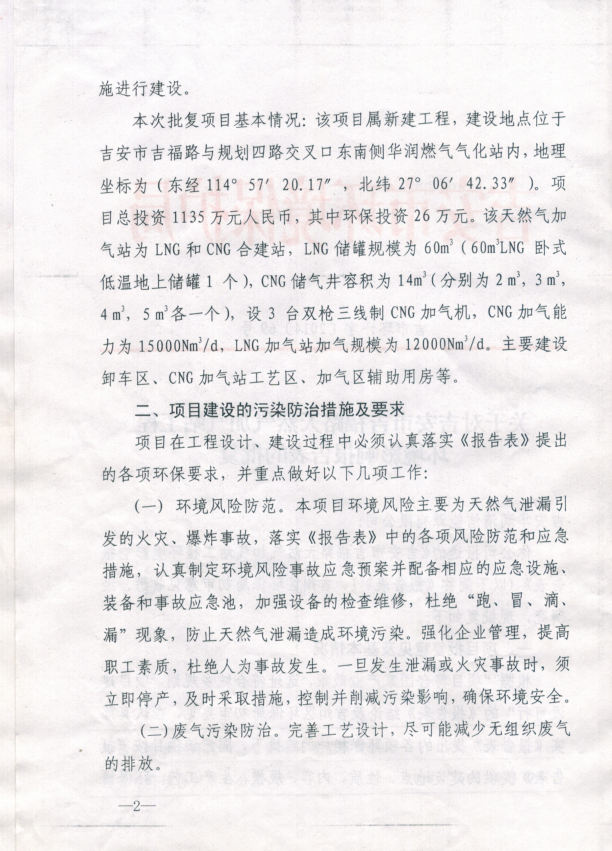 施进行建设。
本次批复项目基本情况：该项目属新建工程，建设地点位于
吉安市吉福路与规划四路交叉口东南侧华润燃气气化站内，地理
坐标为（东经 114° 57′ 20.17″，北纬 27° 06′ 42.33″）。项
目总投资 1135 万元人民币，其中环保投资 26 万元。该天然气加
气站为 LNG 和 CNG 合建站，LNG 储罐规模为 60m³（60m³LNG 卧式
低温地上储罐 1 个），CNG 储气井容积为 14m³（分别为 2 m³，3 m³，
4 m³，5 m³各一个），设 3 台双枪三线制 CNG 加气机，CNG 加气能
力为 15000Nm³/d，LNG 加气站加气规模为 12000Nm³/d。主要建设
卸车区、CNG 加气站工艺区、加气区辅助用房等。
二、项目建设的污染防治措施及要求
项目在工程设计、建设过程中必须认真落实《报告表》提出
的各项环保要求，并重点做好以下几项工作：
（一） 环境风险防范。本项目环境风险主要为天然气泄漏引
发的火灾、爆炸事故，落实《报告表》中的各项风险防范和应急
措施，认真制定环境风险事故应急预案并配备相应的应急设施、
装备和事故应急池，加强设备的检查维修，杜绝“跑、冒、滴、
漏”现象，防止天然气泄漏造成环境污染。强化企业管理，提高
职工素质，杜绝人为事故发生。一旦发生泄漏或火灾事故时，须
立即停产，及时采取措施，控制并削减污染影响，确保环境安全。
（二）废气污染防治。完善工艺设计，尽可能减少无组织废气
的排放。
—2—